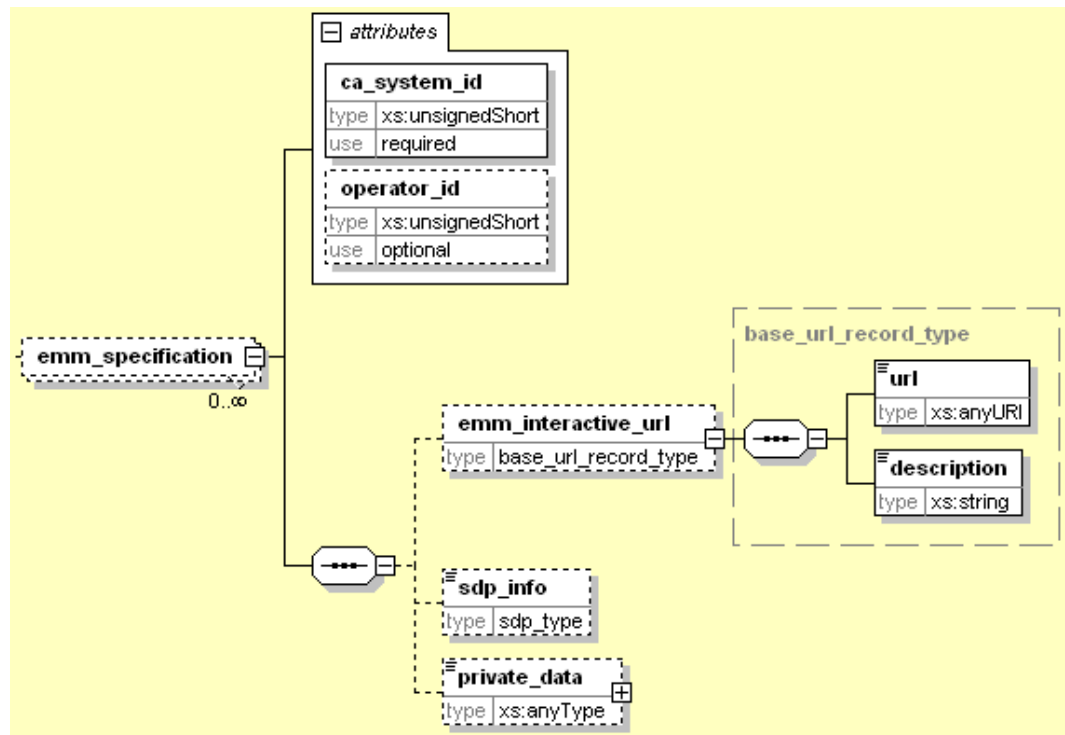 attributes
ca_system_id
type xs:unsignedShort
use required
operator_id
type xs:unsignedShort
use optional
emm_specification
0..∞
base_url_record_type
url
type xs:anyURI
emm_interactive_url
type base_url_record_type
description
type xs:string
sdp_info
type sdp_type
private_data
type xs:anyType